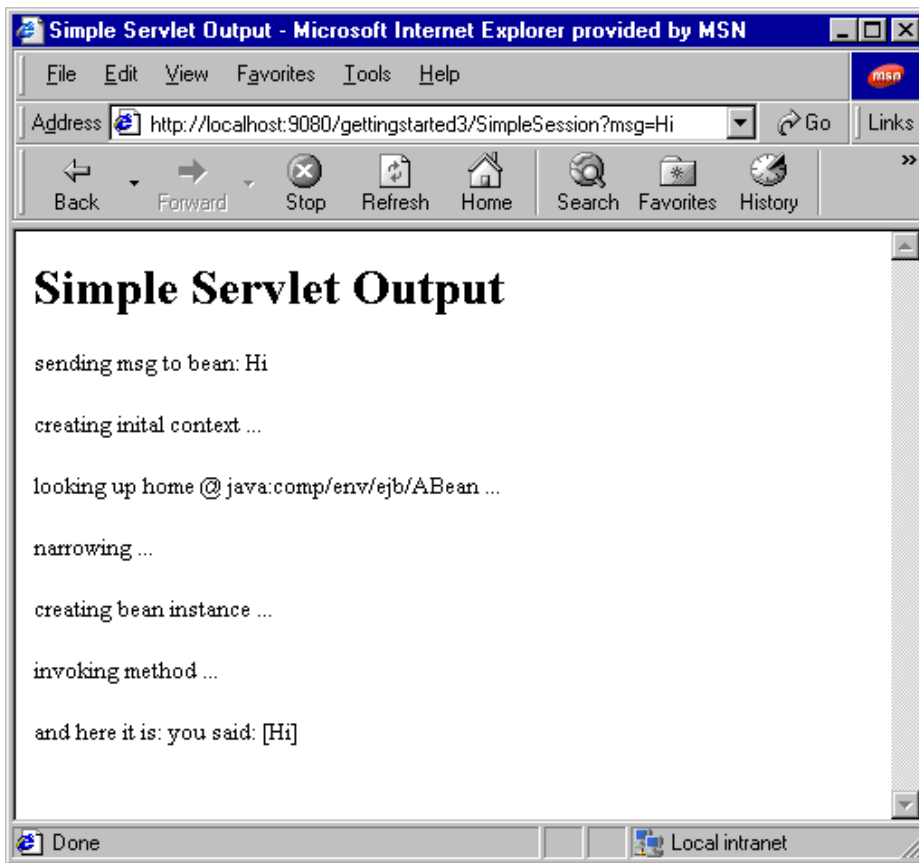 Simple Servlet Output - Microsoft Internet Explorer provided by MSN
File Edit View Favorites Tools Help
msn
Address http://localhost:9080/gettingstarted3/SimpleSession?msg=Hi Go Links
Back Forward Stop Refresh Home Search Favorites History »
Simple Servlet Output
sending msg to bean: Hi
creating inital context ...
looking up home @ java:comp/env/ejb/ABean ...
narrowing ...
creating bean instance ...
invoking method ...
and here it is: you said: [Hi]
Done Local intranet